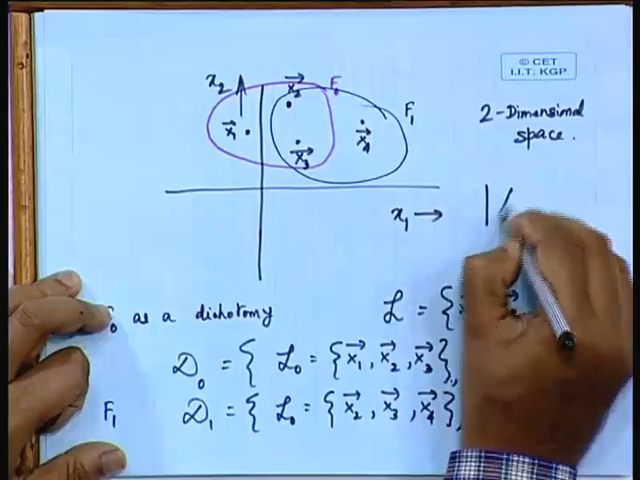 © CET
I.I.T. KGP
x₂
x⃗₂
F₀
F₁
2-Dimensional
space.
x⃗₁
x⃗₃
x⃗₄
x₁ →
as a dichotomy
ℒ = {
𝒟₀ = { ℒ₀ = {x⃗₁, x⃗₂, x⃗₃},
F₁ 𝒟₁ = { ℒ₀ = {x⃗₂, x⃗₃, x⃗₄},